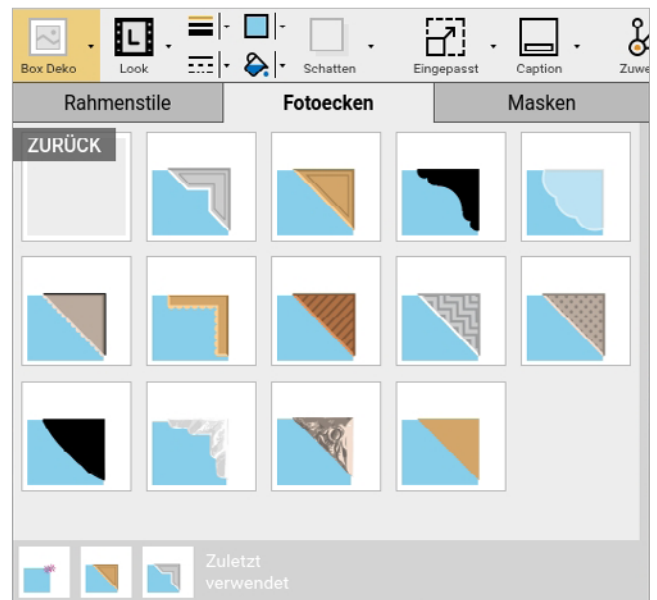 Box Deko
L
Look
Schatten
Eingepasst
Caption
Zuwe
Rahmenstile
Fotoecken
Masken
ZURÜCK
Zuletzt
verwendet